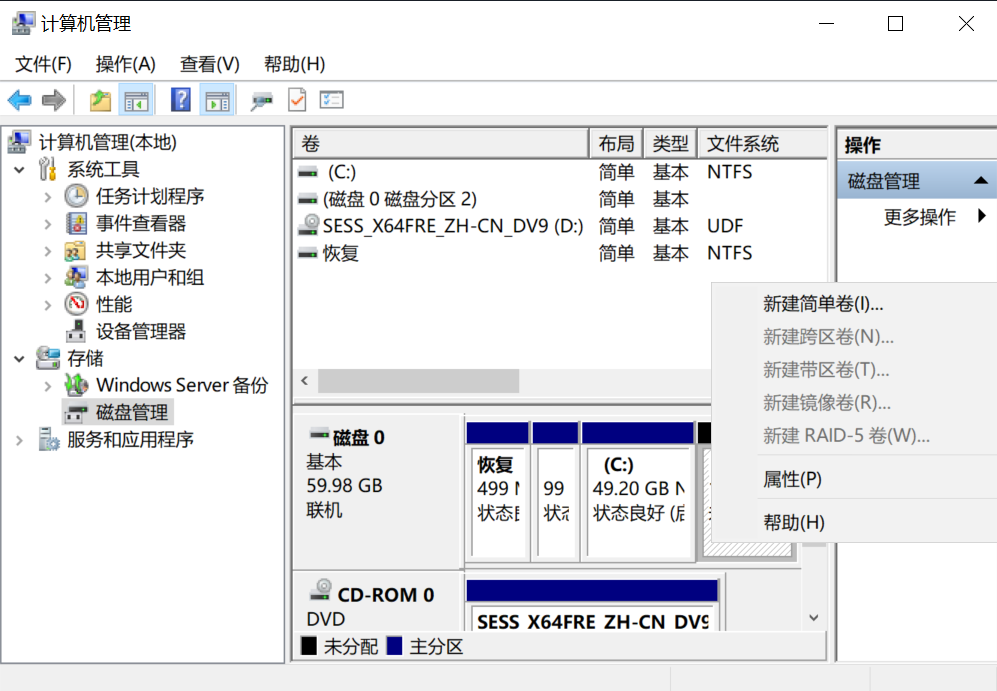 计算机管理
文件(F) 操作(A) 查看(V) 帮助(H)
计算机管理(本地)
系统工具
任务计划程序
事件查看器
共享文件夹
本地用户和组
性能
设备管理器
存储
Windows Server 备份
磁盘管理
服务和应用程序
卷 布局 类型 文件系统
(C:) 简单 基本 NTFS
(磁盘 0 磁盘分区 2) 简单 基本
SESS_X64FRE_ZH-CN_DV9 (D:) 简单 基本 UDF
恢复 简单 基本 NTFS
磁盘 0
基本
59.98 GB
联机
恢复
499
状态
99
状态
(C:)
49.20 GB N
状态良好 (启
CD-ROM 0
DVD
SESS_X64FRE_ZH-CN_DV9
未分配 主分区
操作
磁盘管理
更多操作
新建简单卷(I)...
新建跨区卷(N)...
新建带区卷(T)...
新建镜像卷(R)...
新建 RAID-5 卷(W)...
属性(P)
帮助(H)